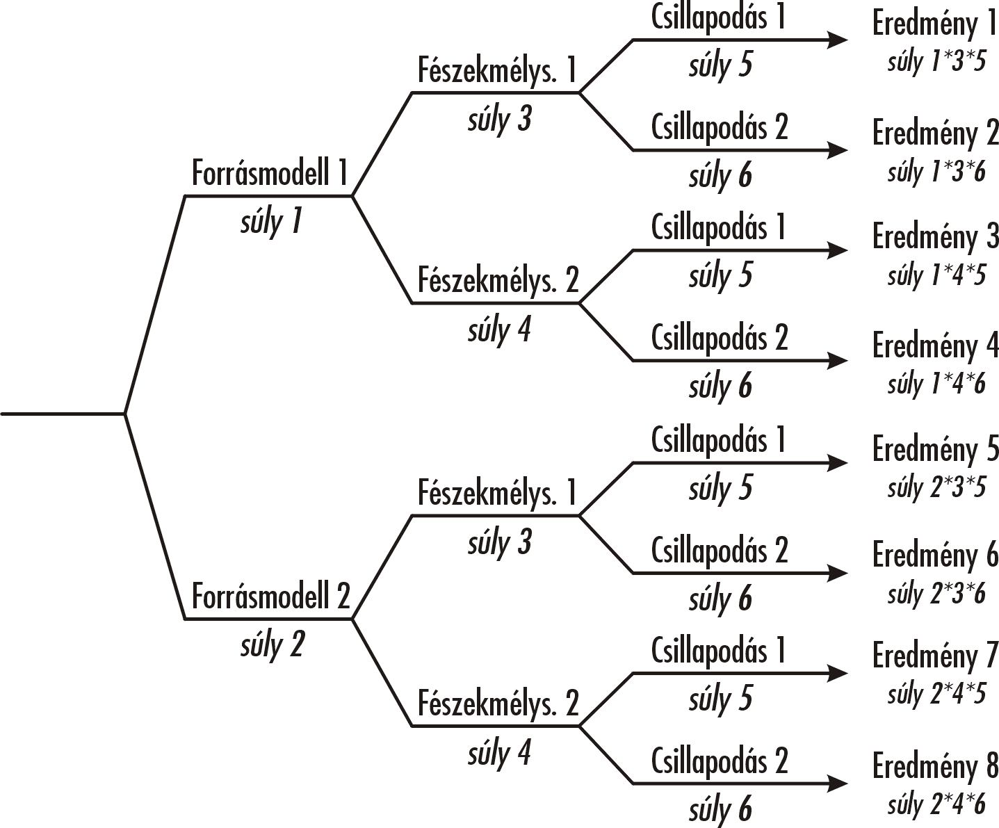 Csillapodás 1
súly 5
Eredmény 1
súly 1*3*5
Fészekmélys. 1
súly 3
Csillapodás 2
súly 6
Eredmény 2
súly 1*3*6
Forrásmodell 1
súly 1
Csillapodás 1
súly 5
Eredmény 3
súly 1*4*5
Fészekmélys. 2
súly 4
Csillapodás 2
súly 6
Eredmény 4
súly 1*4*6
Csillapodás 1
súly 5
Eredmény 5
súly 2*3*5
Fészekmélys. 1
súly 3
Csillapodás 2
súly 6
Eredmény 6
súly 2*3*6
Forrásmodell 2
súly 2
Csillapodás 1
súly 5
Eredmény 7
súly 2*4*5
Fészekmélys. 2
súly 4
Csillapodás 2
súly 6
Eredmény 8
súly 2*4*6